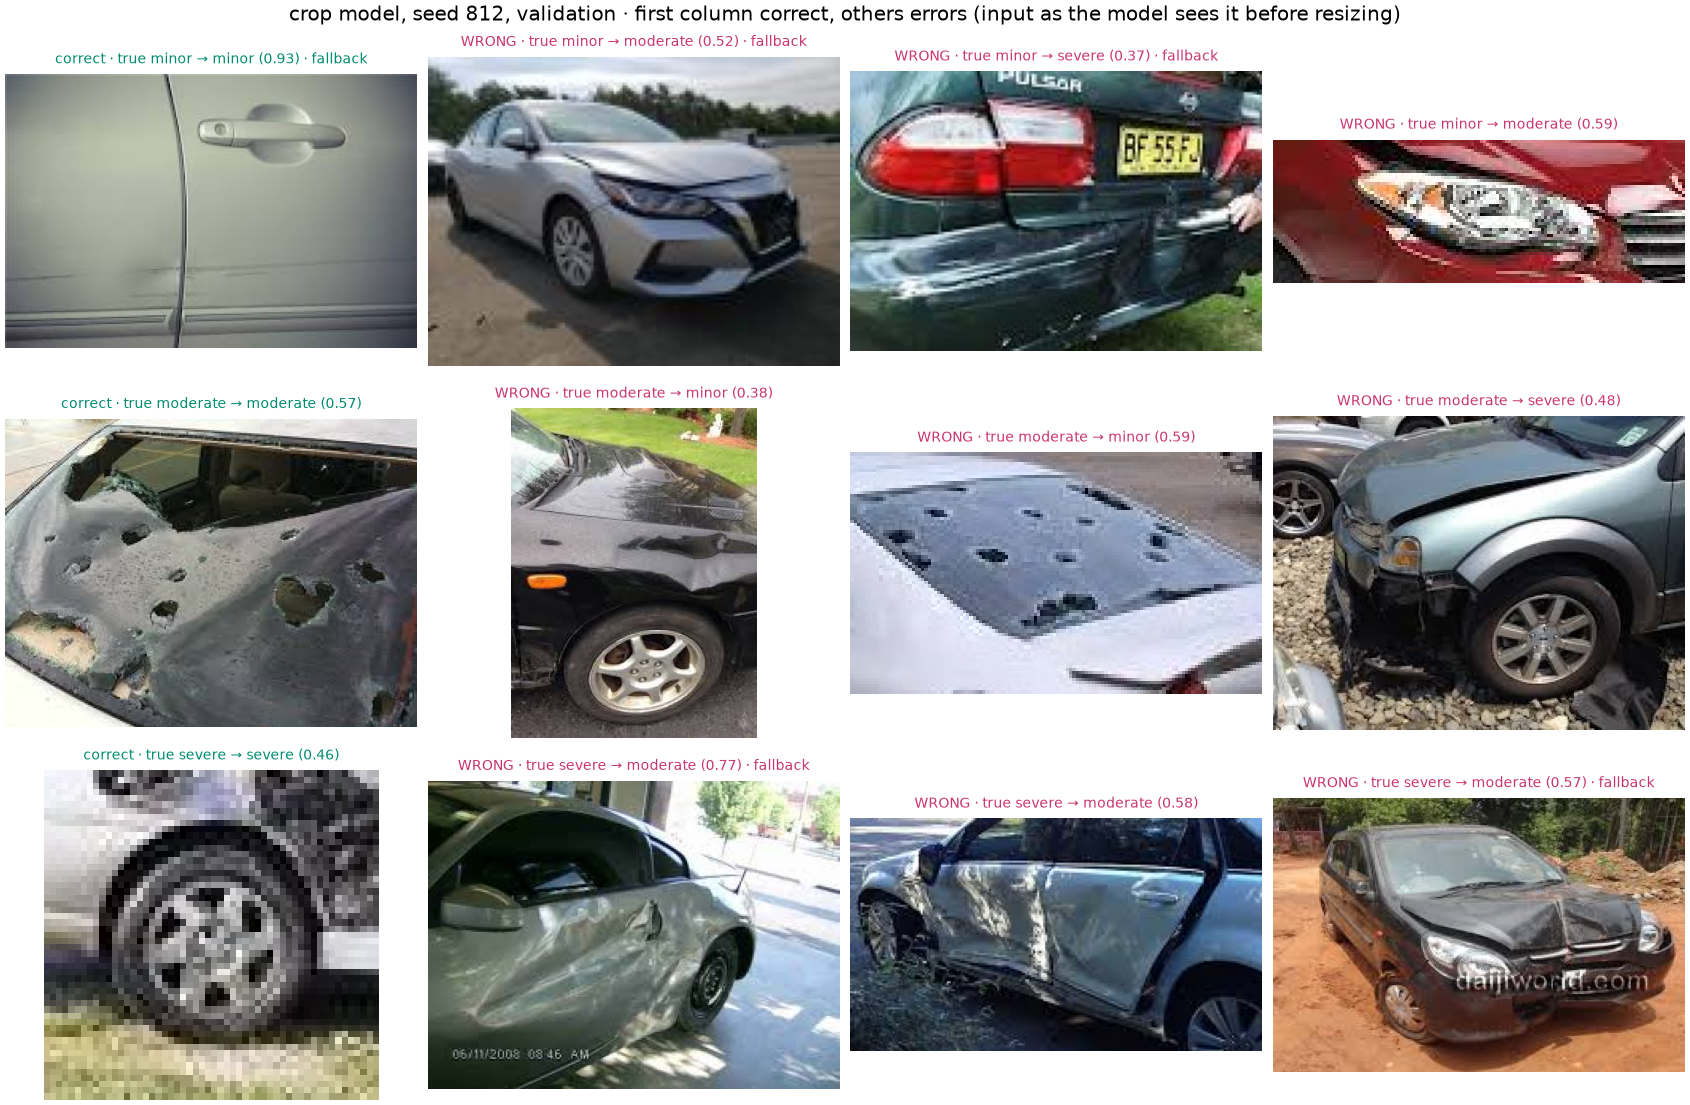 crop model, seed 812, validation · first column correct, others errors (input as the model sees it before resizing)
correct · true minor → minor (0.93) · fallback
WRONG · true minor → moderate (0.52) · fallback
WRONG · true minor → severe (0.37) · fallback
WRONG · true minor → moderate (0.59)
PULSAR
BF 55 FJ
correct · true moderate → moderate (0.57)
WRONG · true moderate → minor (0.38)
WRONG · true moderate → minor (0.59)
WRONG · true moderate → severe (0.48)
correct · true severe → severe (0.46)
WRONG · true severe → moderate (0.77) · fallback
WRONG · true severe → moderate (0.58)
WRONG · true severe → moderate (0.57) · fallback
06/11/2008 08:46 AM
daijiworld.com